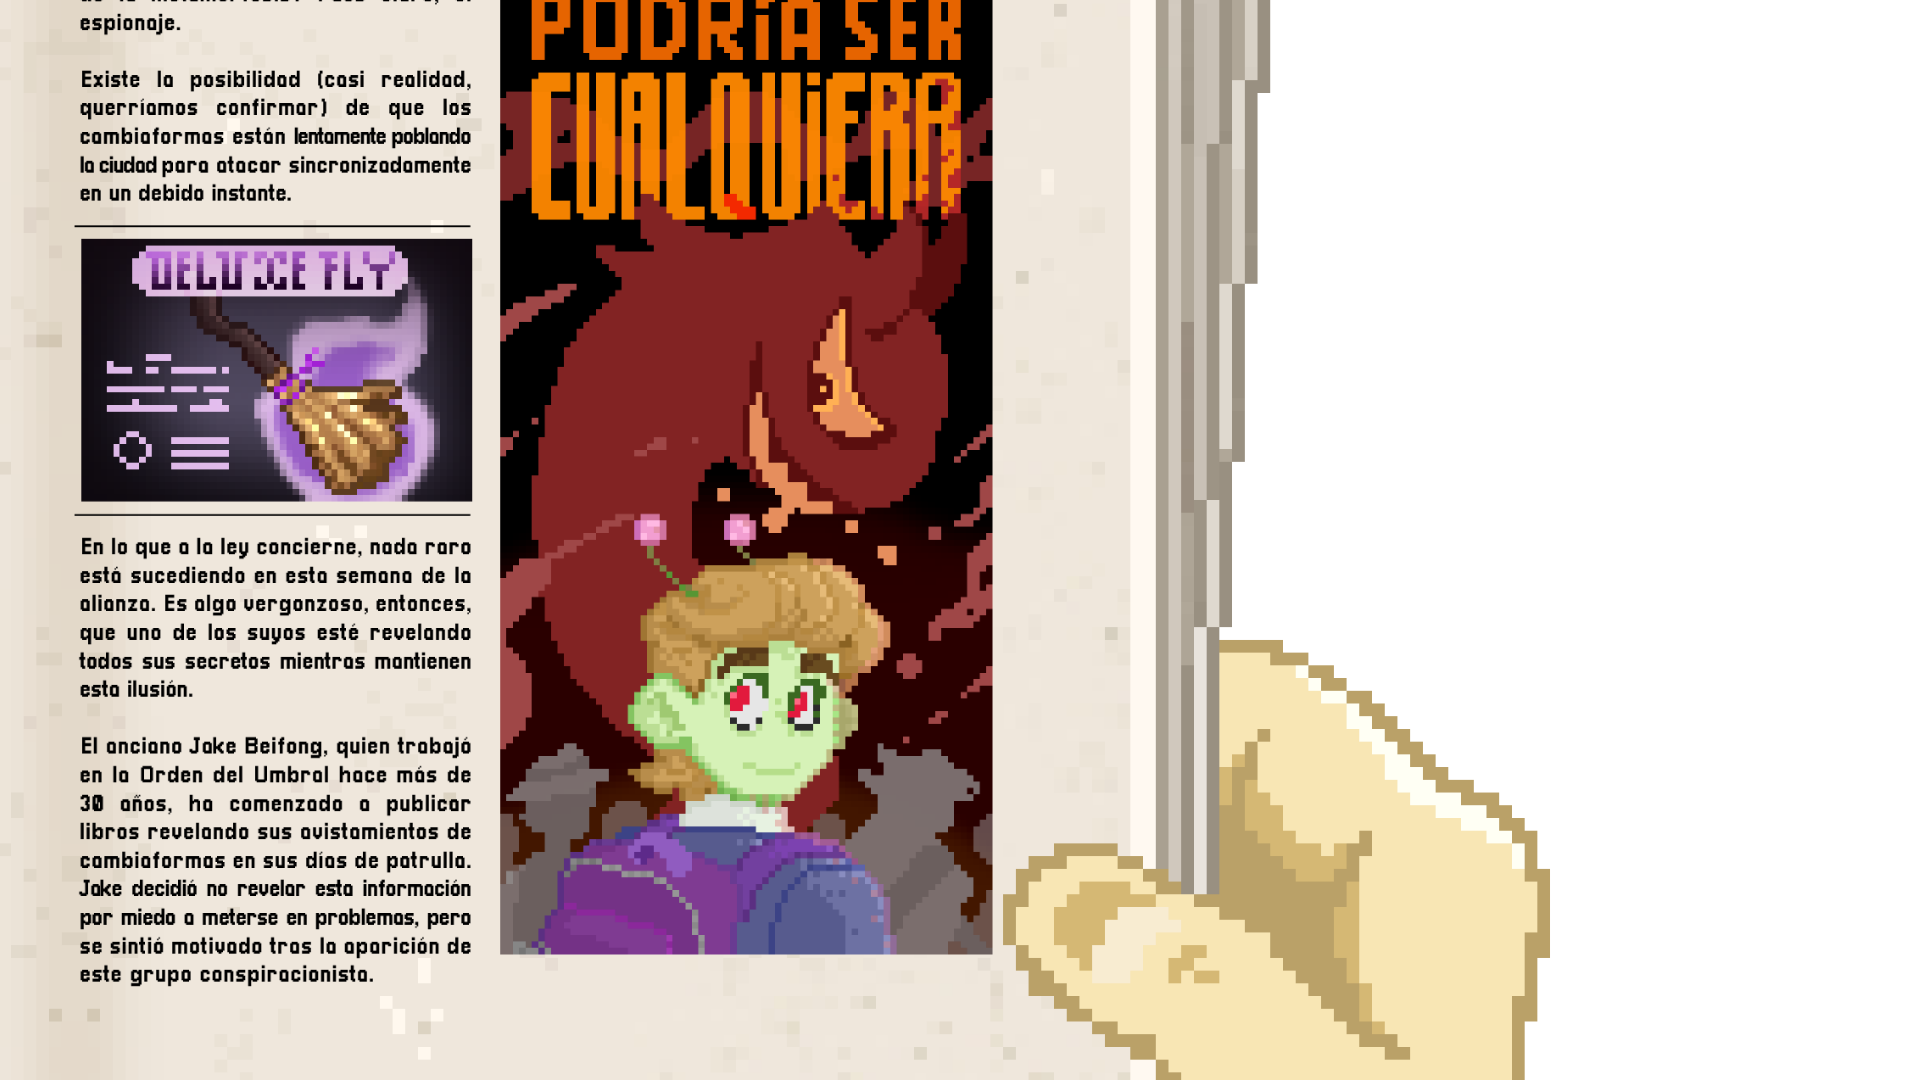 espionaje.
Existe la posibilidad (casi realidad,
querríamos confirmar) de que los
cambiaformas están lentamente poblando
la ciudad para atacar sincronizadamente
en un debido instante.
DELUXE FLY
En lo que a la ley concierne, nada raro
está sucediendo en esta semana de la
alianza. Es algo vergonzoso, entonces,
que uno de los suyos esté revelando
todos sus secretos mientras mantienen
esta ilusión.
El anciano Jake Beifong, quien trabajó
en la Orden del Umbral hace más de
30 años, ha comenzado a publicar
libros revelando sus avistamientos de
cambiaformas en sus días de patrulla.
Jake decidió no revelar esta información
por miedo a meterse en problemas, pero
se sintió motivado tras la aparición de
este grupo conspiracionista.
PODRÍA SER
CUALQUIERA